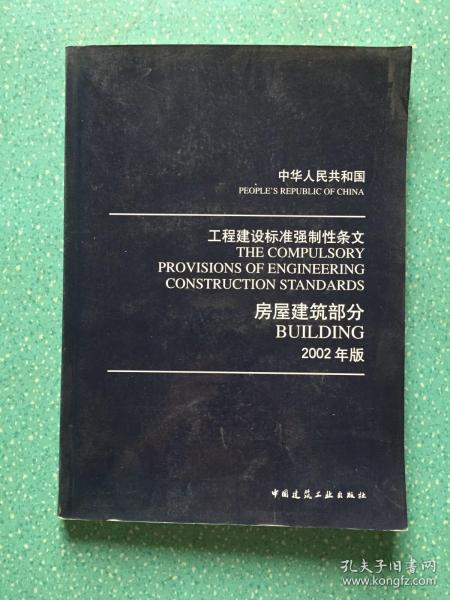 中华人民共和国
PEOPLE'S REPUBLIC OF CHINA
工程建设标准强制性条文
THE COMPULSORY
PROVISIONS OF ENGINEERING
CONSTRUCTION STANDARDS
房屋建筑部分
BUILDING
2002 年版
中国建筑工业出版社
孔夫子旧书网
www.kongfz.com